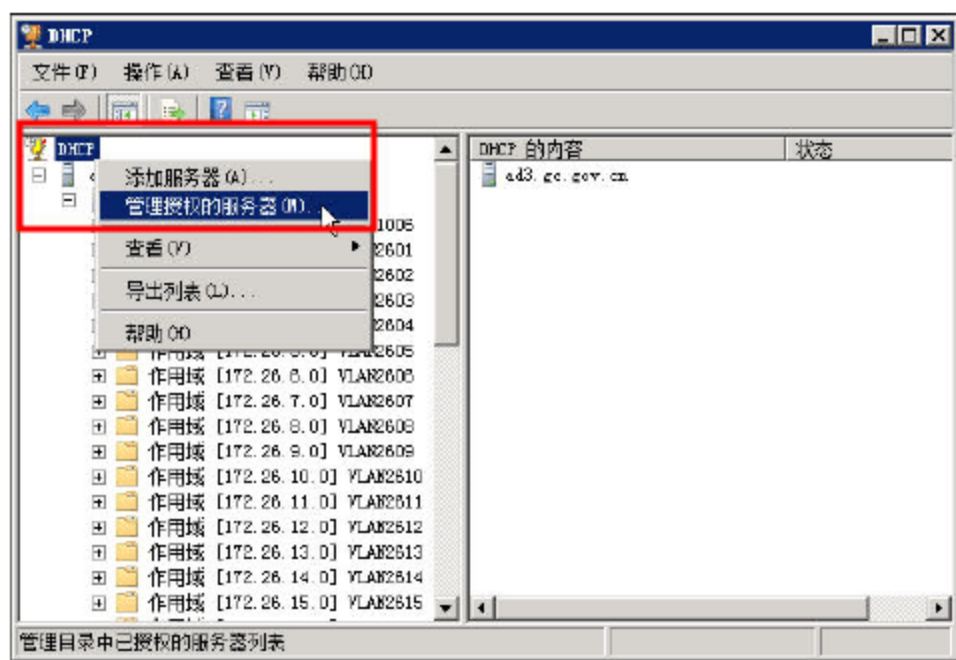 DHCP
文件(F) 操作(A) 查看(V) 帮助(H)
DHCP
DHCP 的内容
状态
ad3.gc.gov.cn
添加服务器(A)...
管理授权的服务器(M)...
查看(V)
导出列表(L)...
帮助(H)
1006
2601
2602
2603
2604
2605
作用域 [172.26.6.0] VLAN2606
作用域 [172.26.7.0] VLAN2607
作用域 [172.26.8.0] VLAN2608
作用域 [172.26.9.0] VLAN2609
作用域 [172.26.10.0] VLAN2610
作用域 [172.26.11.0] VLAN2611
作用域 [172.26.12.0] VLAN2612
作用域 [172.26.13.0] VLAN2613
作用域 [172.26.14.0] VLAN2614
作用域 [172.26.15.0] VLAN2615
管理目录中已授权的服务器列表